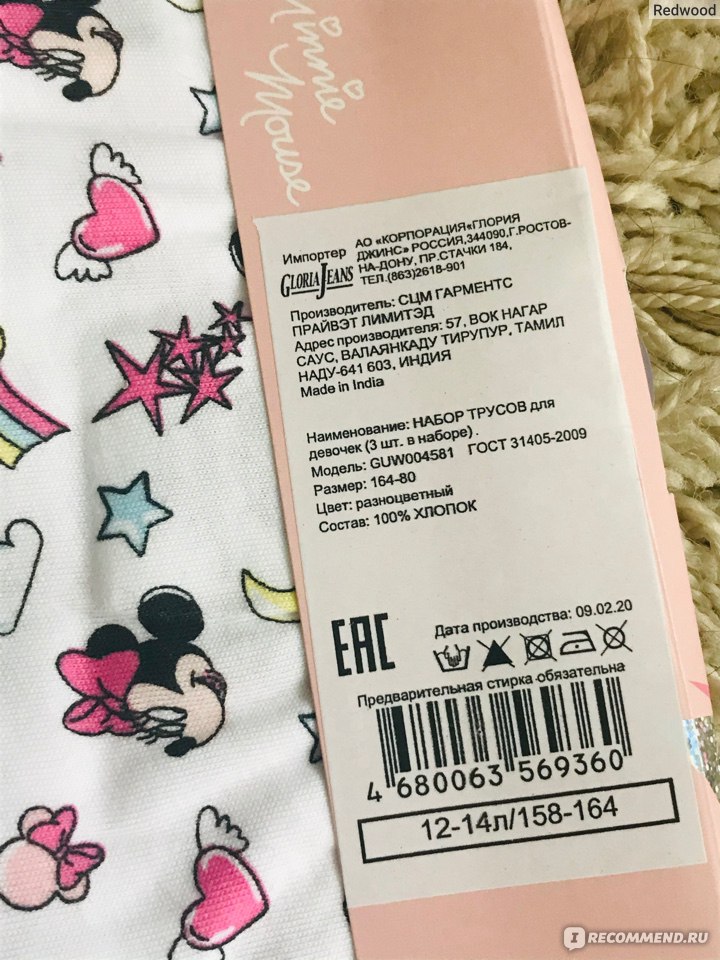 Redwood
Minnie
Mouse
Импортер АО «КОРПОРАЦИЯ«ГЛОРИЯ
ДЖИНС» РОССИЯ,344090,Г.РОСТОВ-
GLORIA JEANS НА-ДОНУ, ПР.СТАЧКИ 184,
ТЕЛ.(863)2618-901
Производитель: СЦМ ГАРМЕНТС
ПРАЙВЭТ ЛИМИТЭД
Адрес производителя: 57, ВОК НАГАР
САУС, ВАЛАЯНКАДУ ТИРУПУР, ТАМИЛ
НАДУ-641 603, ИНДИЯ
Made in India
Наименование: НАБОР ТРУСОВ для
девочек (3 шт. в наборе) .
Модель: GUW004581 ГОСТ 31405-2009
Размер: 164-80
Цвет: разноцветный
Состав: 100% ХЛОПОК
EAC
Дата производства: 09.02.20
Предварительная стирка обязательна
4 680063 569360
12-14л/158-164
IRECOMMEND.RU